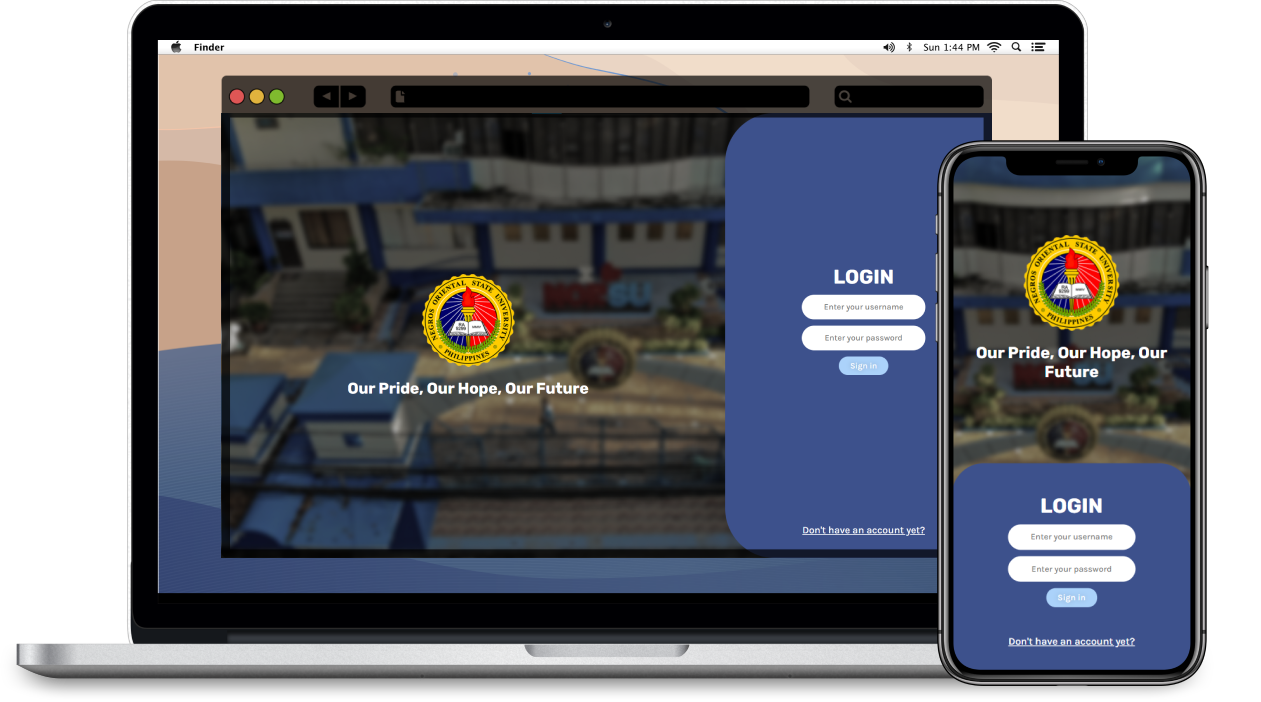 Finder
Sun 1:44 PM
NEGROS ORIENTAL STATE UNIVERSITY
PHILIPPINES
Our Pride, Our Hope, Our Future
LOGIN
Enter your username
Enter your password
Sign in
Don't have an account yet?
NEGROS ORIENTAL STATE UNIVERSITY
PHILIPPINES
Our Pride, Our Hope, Our
Future
LOGIN
Enter your username
Enter your password
Sign in
Don't have an account yet?